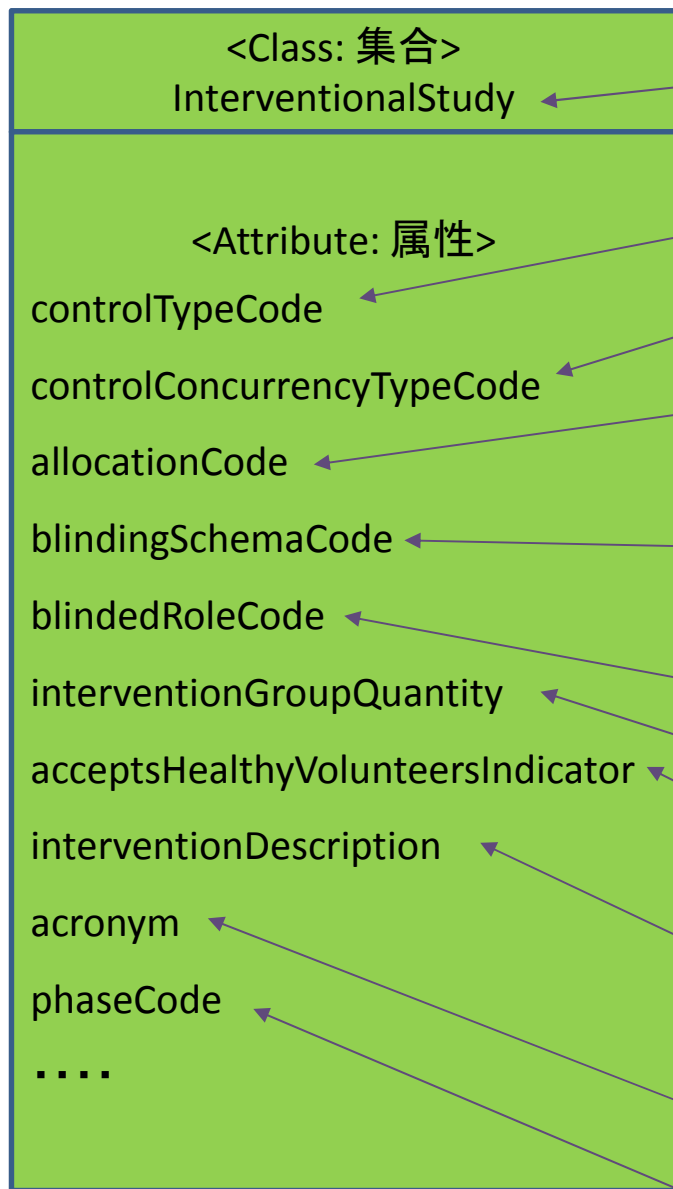 <Class: 集合>
InterventionalStudy
<Attribute: 属性>
controlTypeCode
controlConcurrencyTypeCode
allocationCode
blindingSchemaCode
blindedRoleCode
interventionGroupQuantity
acceptsHealthyVolunteersIndicator
interventionDescription
acronym
phaseCode
‥‥